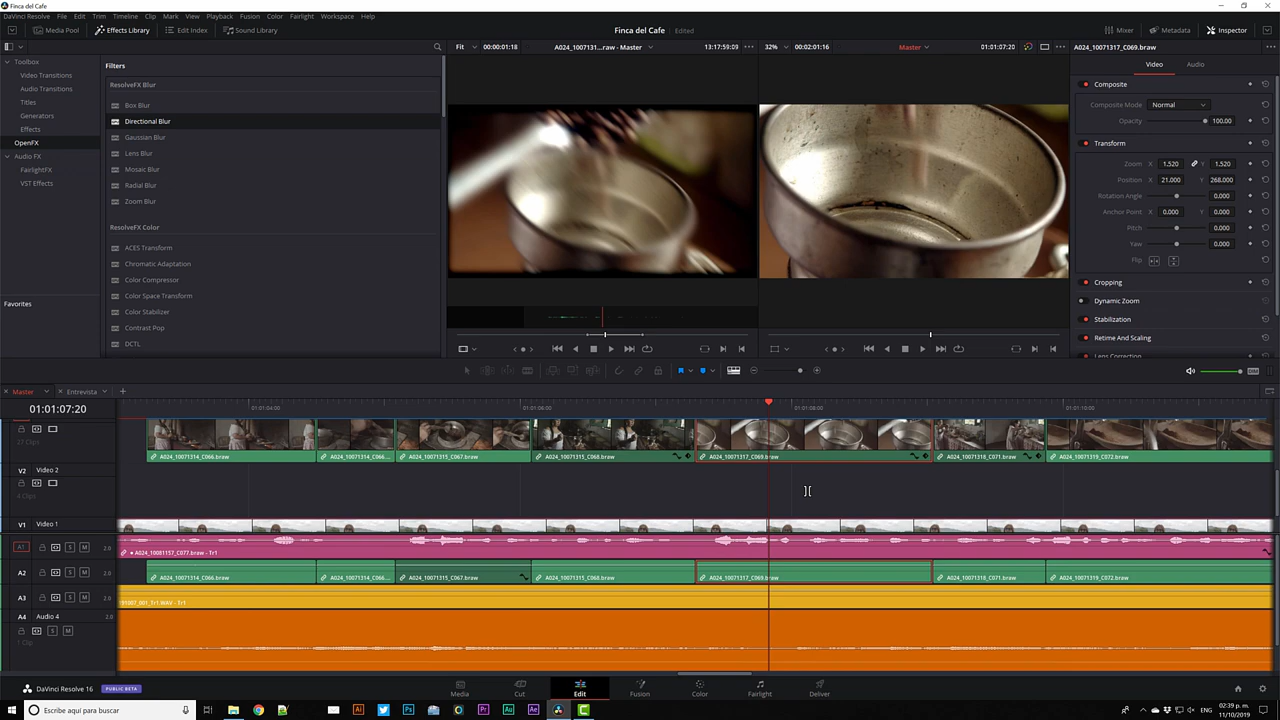 Finca del Cafe
DaVinci Resolve File Edit Trim Timeline Clip Mark View Playback Fusion Color Fairlight Workspace Help
Media Pool Effects Library Edit Index Sound Library Finca del Cafe Edited Mixer Metadata Inspector
Fit 00:00:01:18 A024_1007131...raw - Master 13:17:59:09 32% 00:02:01:16 Master 01:01:07:20 A024_10071317_C069.braw
Toolbox
Video Transitions
Audio Transitions
Titles
Generators
Effects
OpenFX
Audio FX
FairlightFX
VST Effects
Favorites
Filters
ResolveFX Blur
Box Blur
Directional Blur
Gaussian Blur
Lens Blur
Mosaic Blur
Radial Blur
Zoom Blur
ResolveFX Color
ACES Transform
Chromatic Adaptation
Color Compressor
Color Space Transform
Color Stabilizer
Contrast Pop
DCTL
Video Audio
Composite
Composite Mode Normal
Opacity 100.00
Transform
Zoom X 1.520 Y 1.520
Position X 21.000 Y 268.000
Rotation Angle 0.000
Anchor Point X 0.000 Y 0.000
Pitch 0.000
Yaw 0.000
Flip
Cropping
Dynamic Zoom
Stabilization
Retime And Scaling
Lens Correction
Master Entrevista
01:01:07:20 01:01:04:00 01:01:06:00 01:01:08:00 01:01:10:00
27 Clips
A024_10071314_C066.braw A024_10071314_C066... A024_10071315_C067.braw A024_10071315_C068.braw A024_10071317_C069.braw A024_10071318_C071.braw A024_10071319_C072.braw
V2 Video 2
4 Clips
V1 Video 1
A1 S M 2.0
A024_10081157_C077.braw - Tr1
A2 S M 2.0 A024_10071314_C066.braw A024_10071314_C066... A024_10071315_C067.braw A024_10071315_C068.braw A024_10071317_C069.braw A024_10071318_C071.braw A024_10071319_C072.braw
A3 S M 2.0 191007_001_Tr1.WAV - Tr1
A4 Audio 4 2.0
S M
1 Clip
DaVinci Resolve 16 PUBLIC BETA Media Cut Edit Fusion Color Fairlight Deliver
Escribe aquí para buscar
02:39 p. m.
11/10/2019